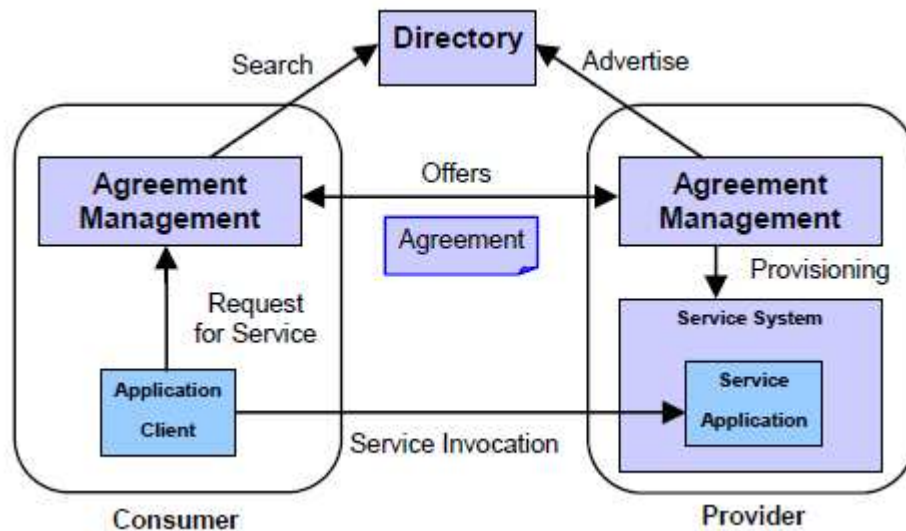 Directory
Search
Advertise
Agreement
Management
Offers
Agreement
Management
Agreement
Provisioning
Request
for Service
Service System
Application
Client
Service
Application
Service Invocation
Consumer
Provider